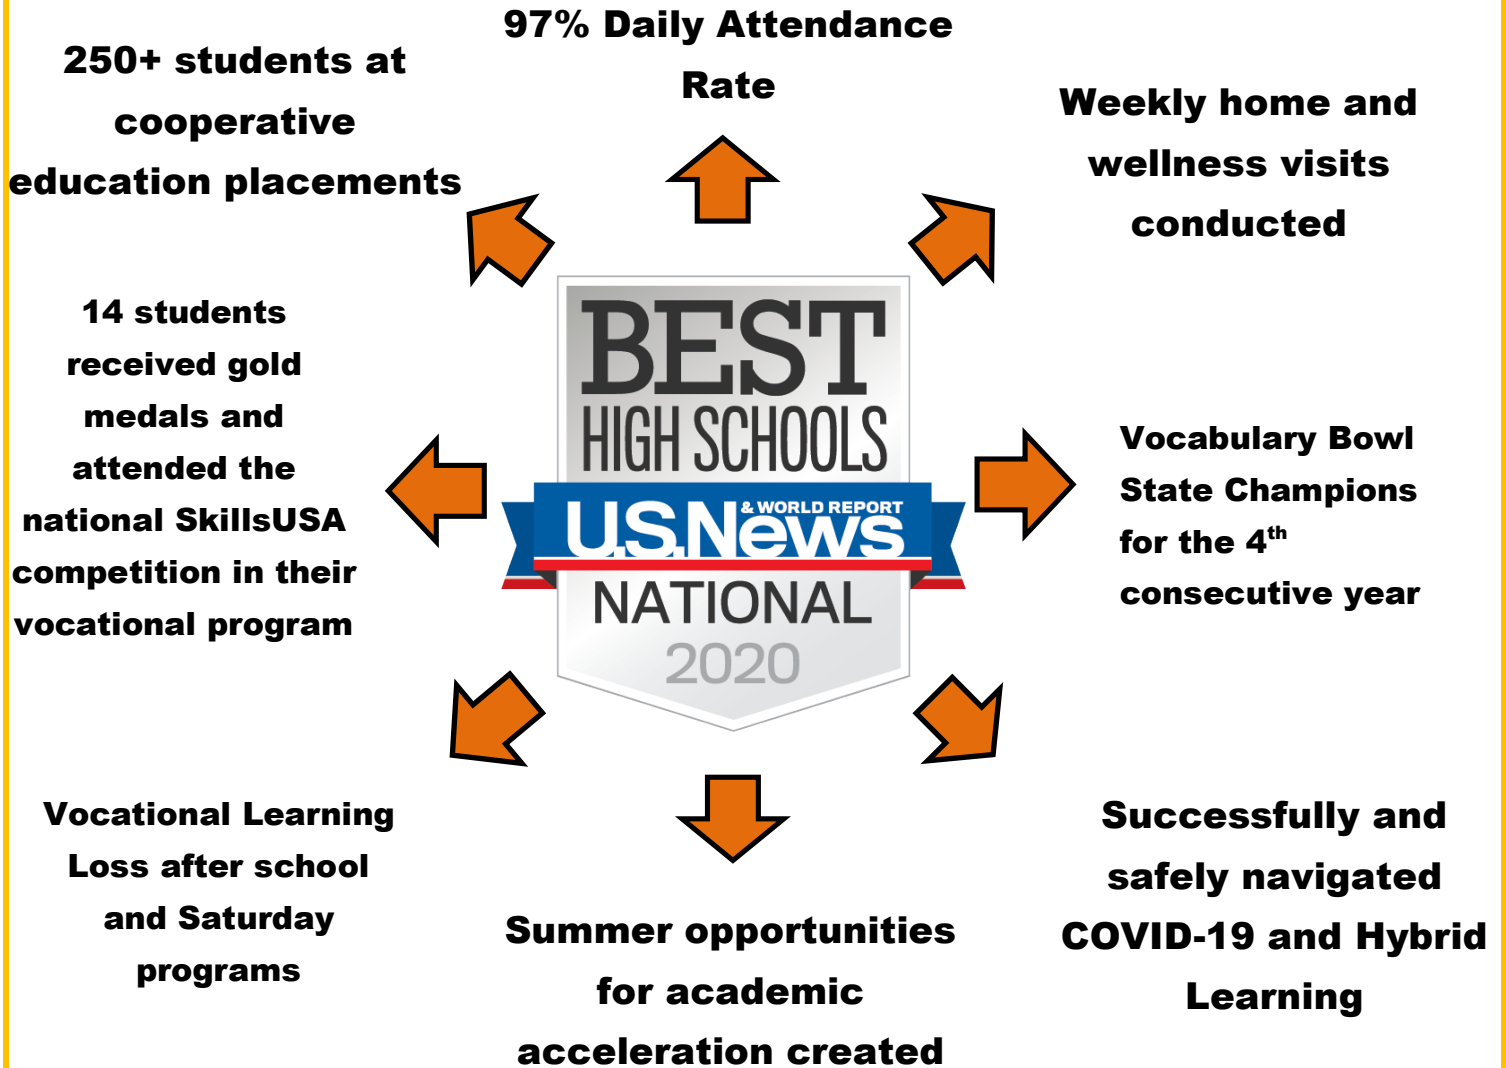 97% Daily Attendance
Rate
250+ students at
cooperative
education placements
Weekly home and
wellness visits
conducted
14 students
received gold
medals and
attended the
national SkillsUSA
competition in their
vocational program
BEST
HIGH SCHOOLS
U.S.News & WORLD REPORT
NATIONAL
2020
Vocabulary Bowl
State Champions
for the 4th
consecutive year
Vocational Learning
Loss after school
and Saturday
programs
Summer opportunities
for academic
acceleration created
Successfully and
safely navigated
COVID-19 and Hybrid
Learning